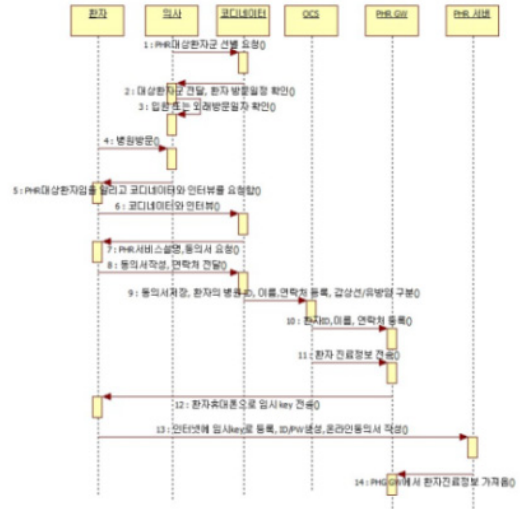 환자
의사
코디네이터
OCS
PHR GW
PHR 서버
1 : PHR대상환자군 선별 요청()
2 : 대상환자군 전달, 환자 방문일정 확인()
3 : 입원 또는 외래방문일자 확인()
4 : 병원방문()
5 : PHR대상환자임을 알리고 코디네이터와 인터뷰를 요청함()
6 : 코디네이터와 인터뷰()
7 : PHR서비스설명,동의서 요청()
8 : 동의서작성, 연락처 전달()
9 : 동의서저장, 환자의 병원ID, 이름,연락처 등록, 갑상선/유방암 구분()
10 : 환자ID,이름, 연락처 등록()
11 : 환자 진료정보 전송()
12 : 환자휴대폰으로 임시 key 전송()
13 : 인터넷에 임시key로 등록, ID/PW생성,온라인동의서 작성()
14 : PHG GW에서 환자진료정보 가져옴()